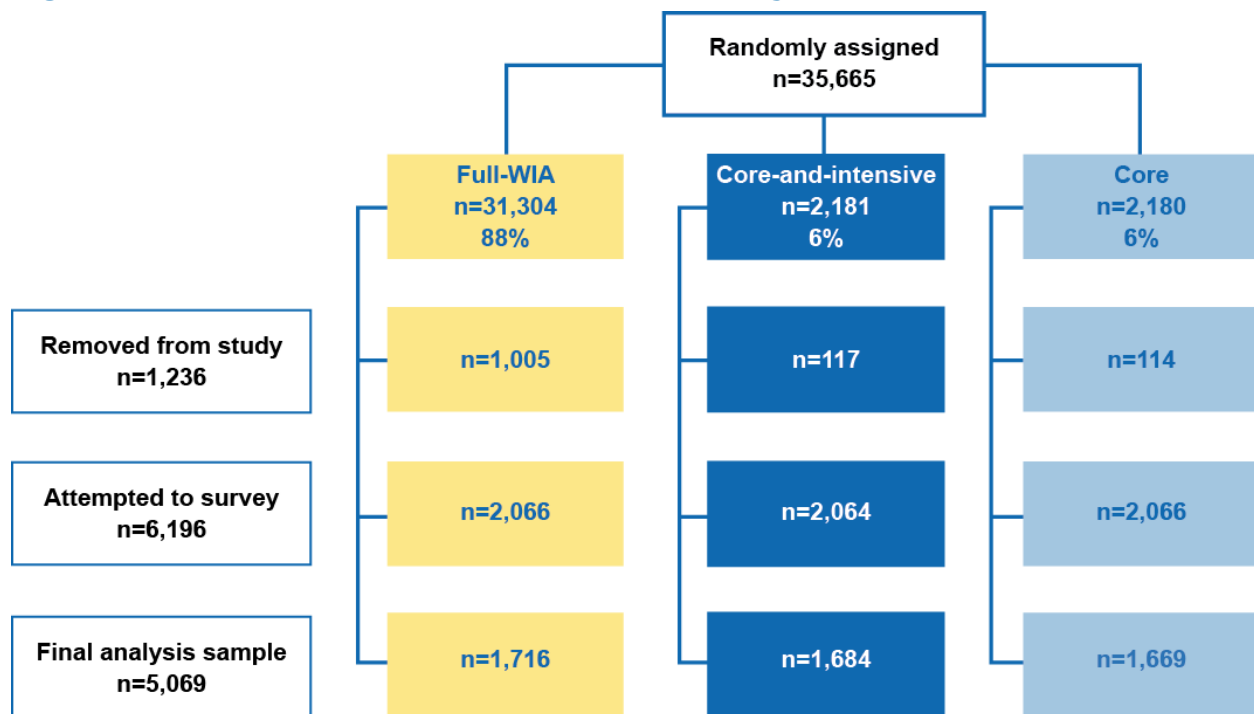 Randomly assigned
n=35,665
Full-WIA
n=31,304
88%
Core-and-intensive
n=2,181
6%
Core
n=2,180
6%
Removed from study
n=1,236
n=1,005
n=117
n=114
Attempted to survey
n=6,196
n=2,066
n=2,064
n=2,066
Final analysis sample
n=5,069
n=1,716
n=1,684
n=1,669